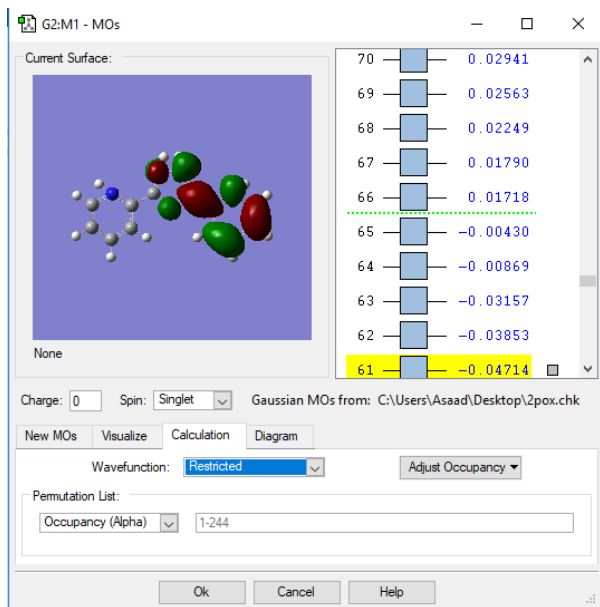 G2:M1 - MOs
Current Surface:
None
70 0.02941
69 0.02563
68 0.02249
67 0.01790
66 0.01718
65 -0.00430
64 -0.00869
63 -0.03157
62 -0.03853
61 -0.04714
Charge: 0 Spin: Singlet Gaussian MOs from: C:\Users\Asaad\Desktop\2pox.chk
New MOs Visualize Calculation Diagram
Wavefunction: Restricted Adjust Occupancy
Permutation List:
Occupancy (Alpha) 1-244
Ok Cancel Help